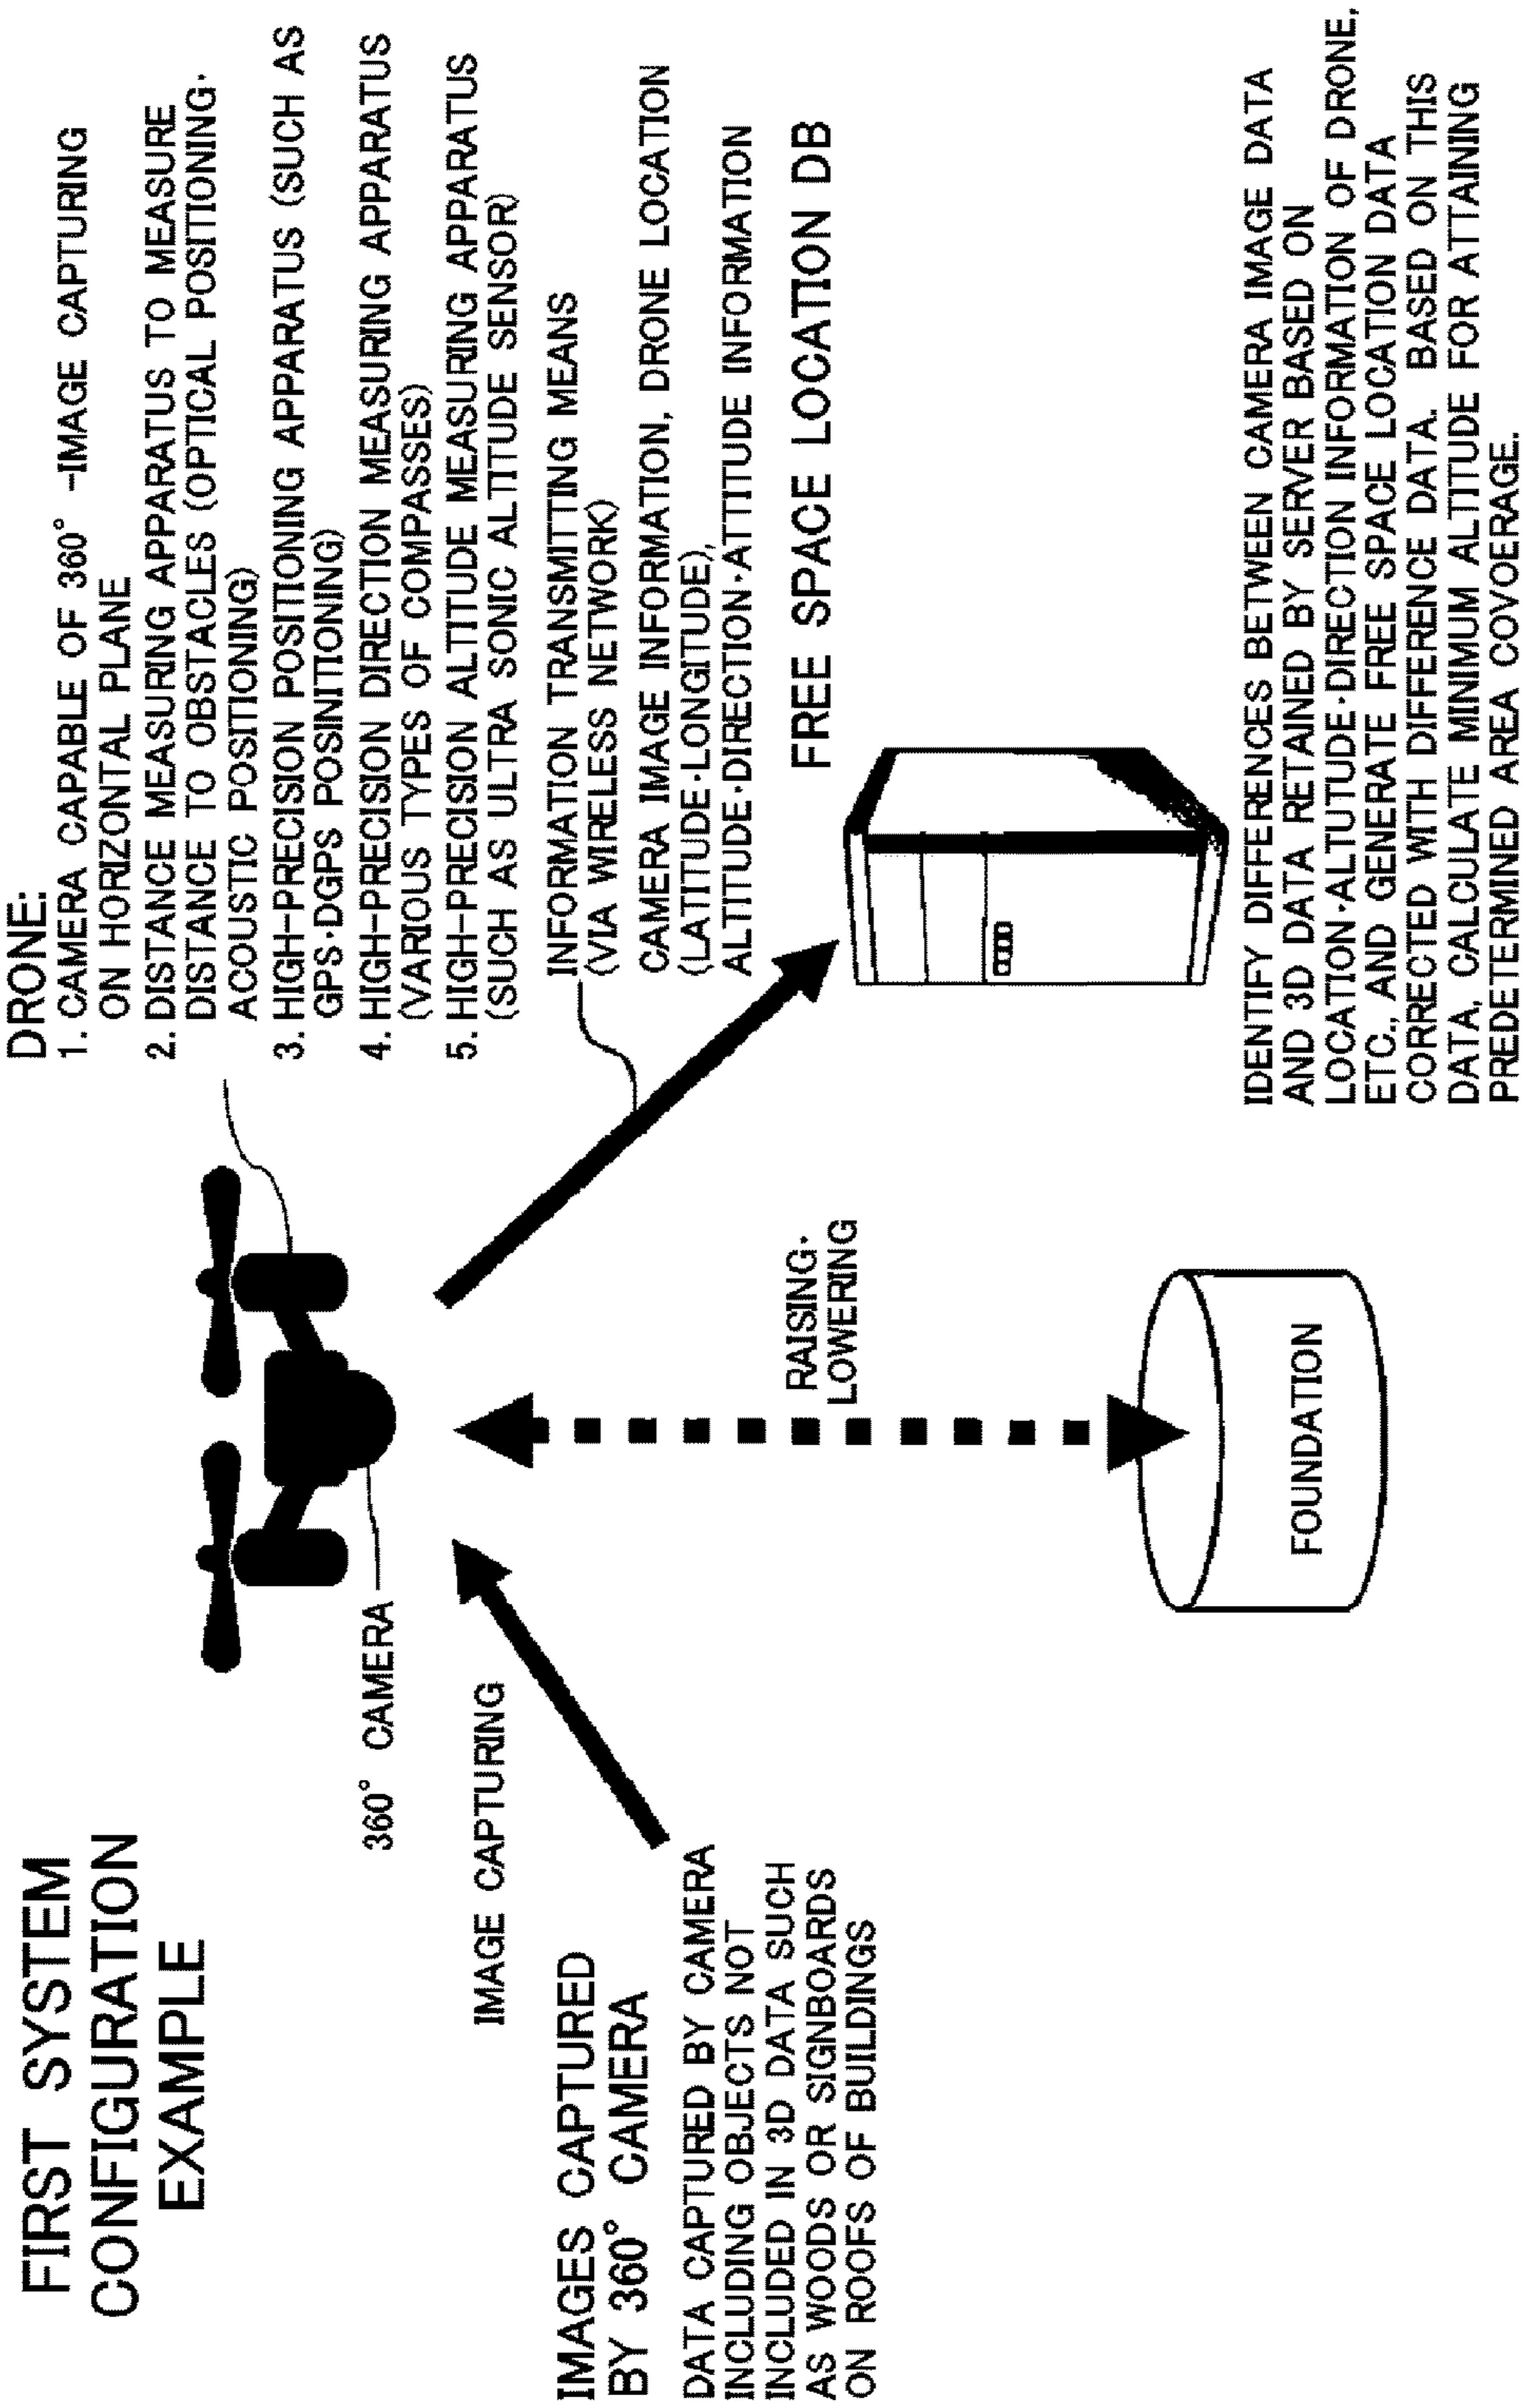 FIRST SYSTEM
CONFIGURATION
EXAMPLE
360° CAMERA
IMAGE CAPTURING
IMAGES CAPTURED
BY 360° CAMERA
DATA CAPTURED BY CAMERA
INCLUDING OBJECTS NOT
INCLUDED IN 3D DATA SUCH
AS WOODS OR SIGNBOARDS
ON ROOFS OF BUILDINGS
RAISING·
LOWERING
FOUNDATION
DRONE:
1. CAMERA CAPABLE OF 360° -IMAGE CAPTURING
ON HORIZONTAL PLANE
2. DISTANCE MEASURING APPARATUS TO MEASURE
DISTANCE TO OBSTACLES (OPTICAL POSITIONING·
ACOUSTIC POSITIONING)
3. HIGH-PRECISION POSITIONING APPARATUS (SUCH AS
GPS·DGPS POSINITIONING)
4. HIGH-PRECISION DIRECTION MEASURING APPARATUS
(VARIOUS TYPES OF COMPASSES)
5. HIGH-PRECISION ALTITUDE MEASURING APPARATUS
(SUCH AS ULTRA SONIC ALTITUDE SENSOR)
INFORMATION TRANSMITTING MEANS
(VIA WIRELESS NETWORK)
CAMERA IMAGE INFORMATION, DRONE LOCATION
(LATITUDE·LONGITUDE),
ALTITUDE·DIRECTION·ATTITUDE INFORMATION
FREE SPACE LOCATION DB
IDENTIFY DIFFERENCES BETWEEN CAMERA IMAGE DATA
AND 3D DATA RETAINED BY SERVER BASED ON
LOCATION·ALTUTUDE·DIRECTION INFORMATION OF DRONE,
ETC., AND GENERATE FREE SPACE LOCATION DATA
CORRECTED WITH DIFFERENCE DATA. BASED ON THIS
DATA, CALCULATE MINIMUM ALTITUDE FOR ATTAINING
PREDETERMINED AREA COVOERAGE.